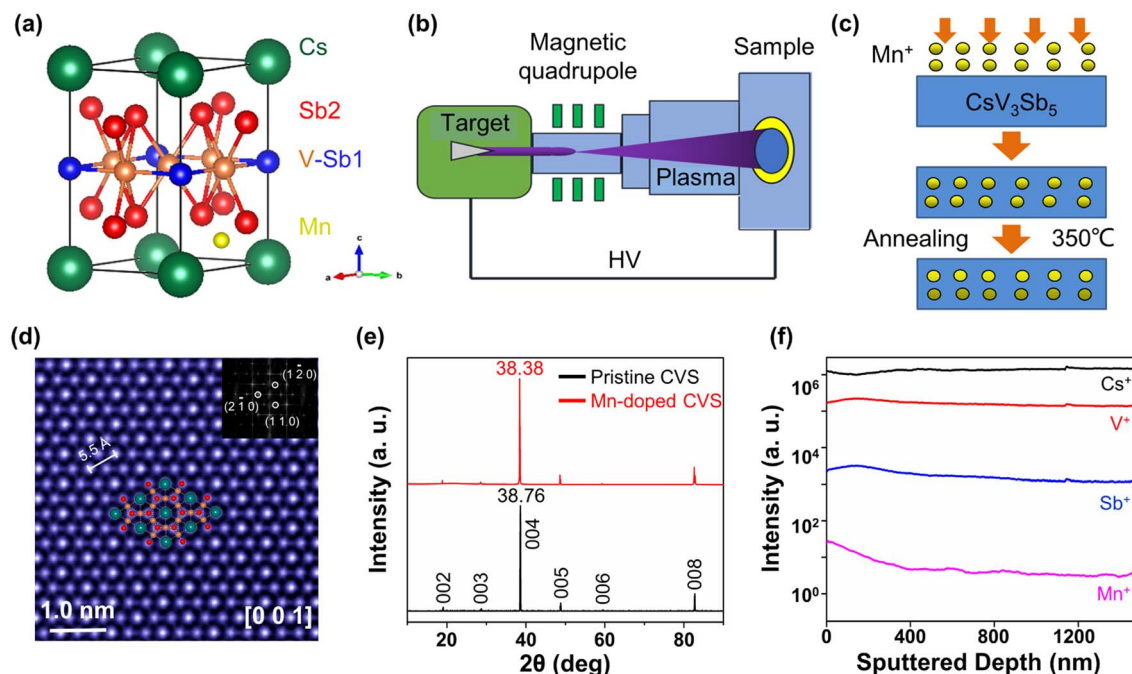 (a)
Cs
Sb2
V-Sb1
Mn
c
a
b
(b)
Magnetic
quadrupole
Sample
Target
Plasma
HV
(c)
Mn⁺
CsV₃Sb₅
Annealing 350℃
(d)
(1 2̄ 0)
(2 1̄ 0)
(1 1 0)
5.5 Å
1.0 nm
[0 0 1]
(e)
38.38
Pristine CVS
Mn-doped CVS
38.76
004
002
003
005
006
008
Intensity (a. u.)
20 40 60 80
2θ (deg)
(f)
10⁶
10⁴
10²
10⁰
Cs⁺
V⁺
Sb⁺
Mn⁺
Intensity (a. u.)
0 400 800 1200
Sputtered Depth (nm)